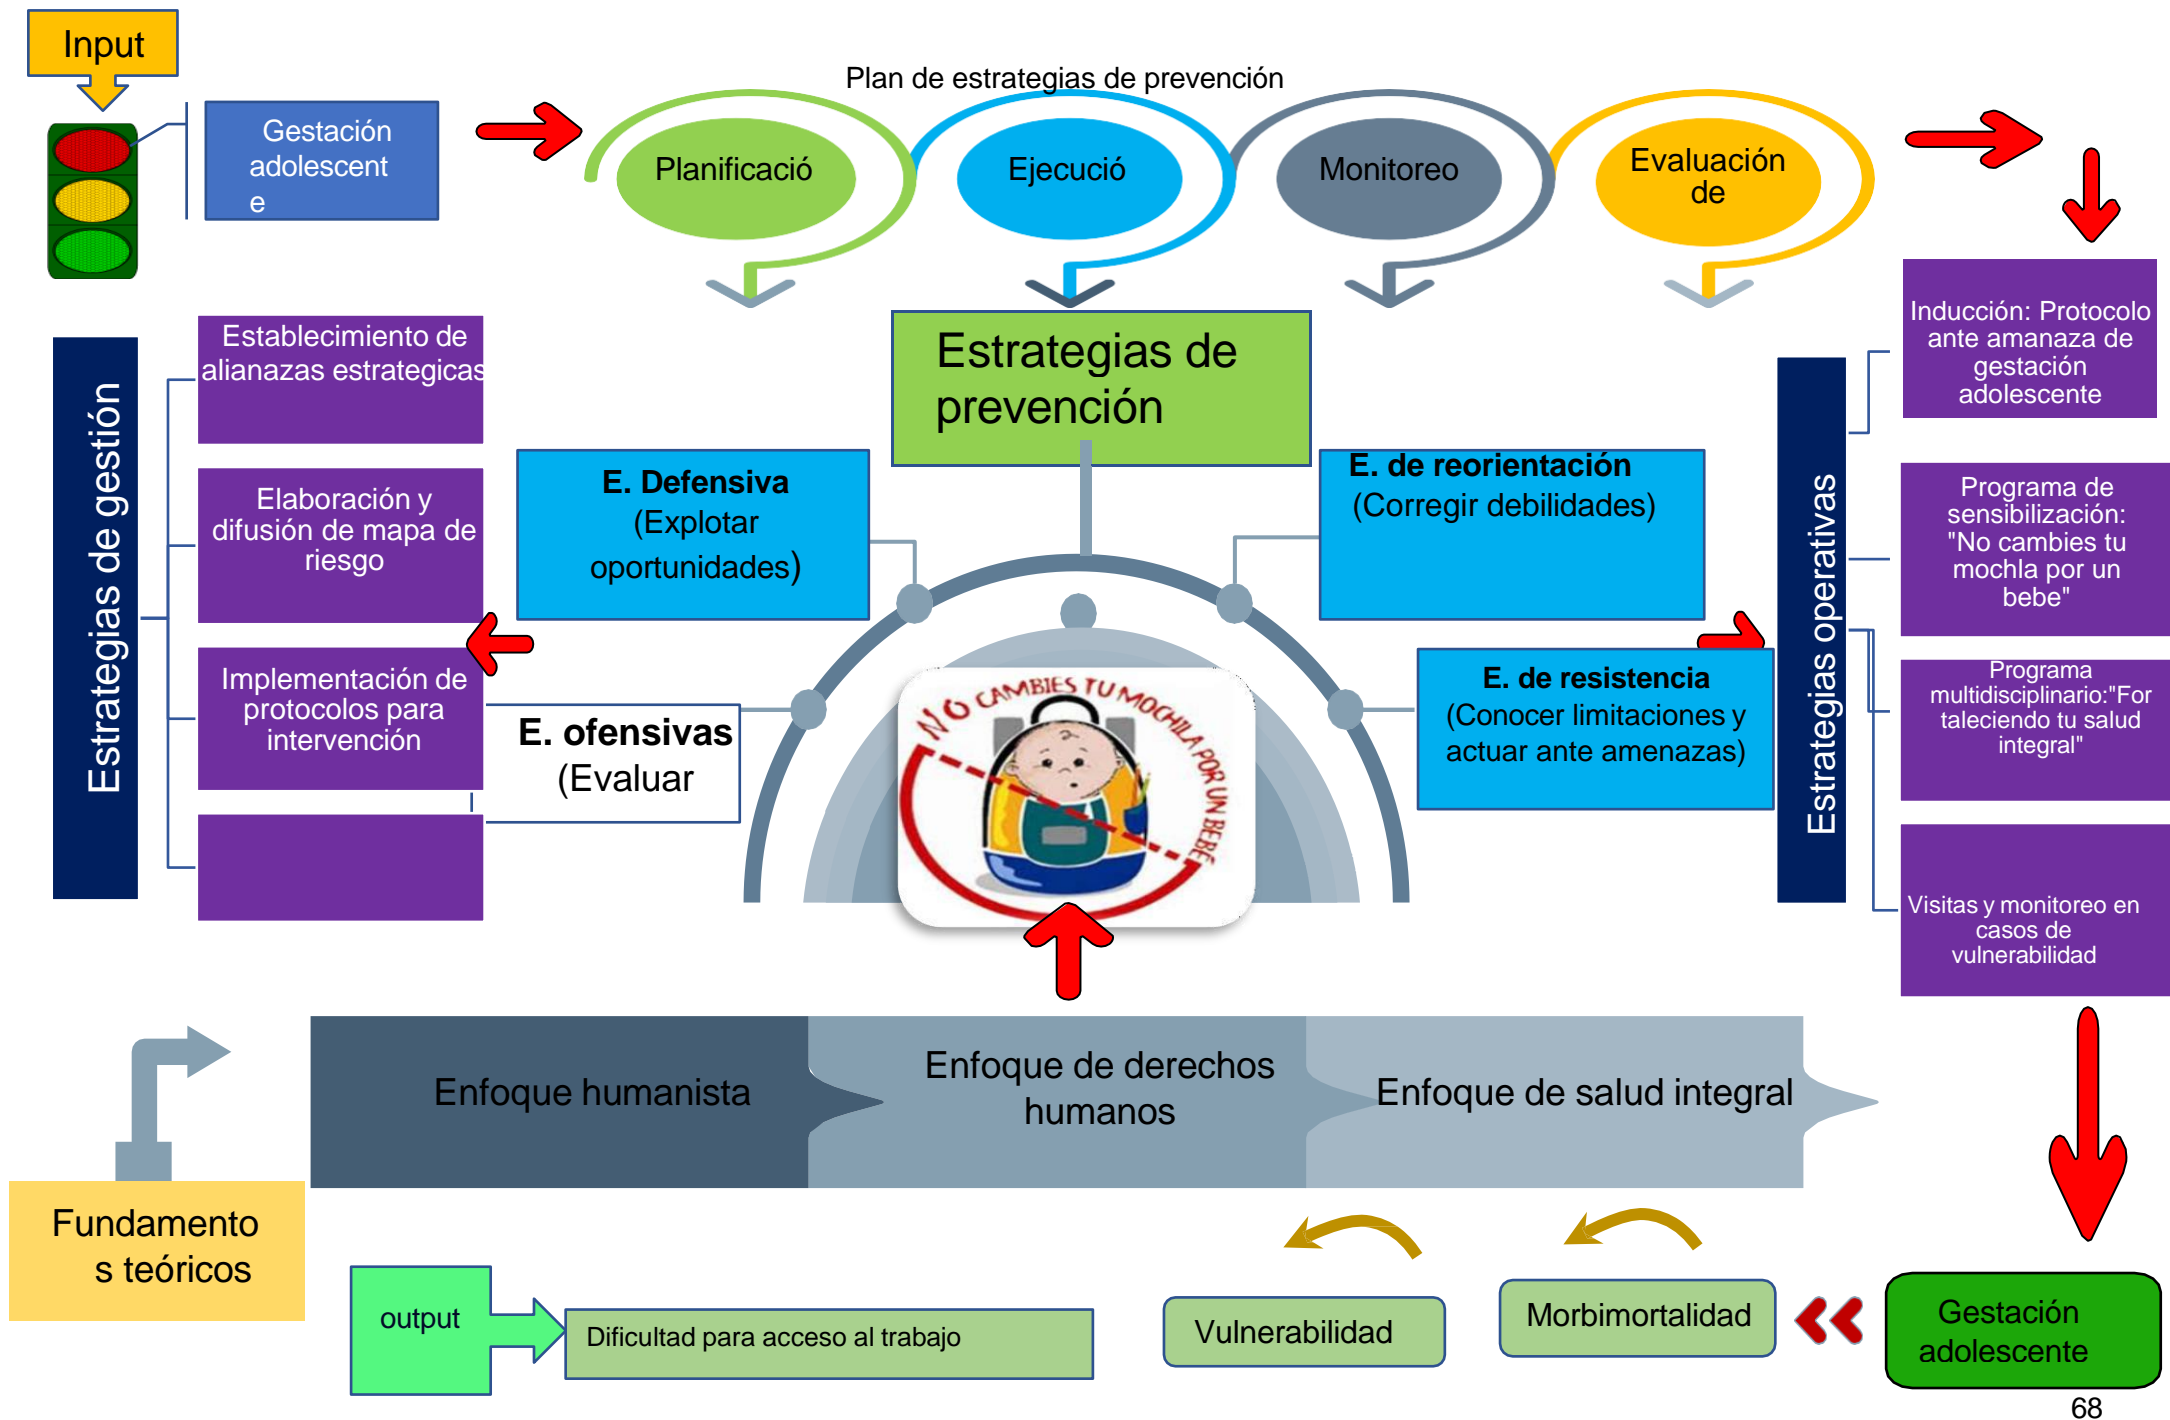 Input
Plan de estrategias de prevención
Gestación
adolescent
e
Planificació
Ejecució
Monitoreo
Evaluación
de
Estrategias de gestión
Establecimiento de
alianazas estrategicas
Elaboración y
difusión de mapa de
riesgo
Implementación de
protocolos para
intervención
Estrategias de
prevención
E. Defensiva
(Explotar
oportunidades)
E. ofensivas
(Evaluar
E. de reorientación
(Corregir debilidades)
E. de resistencia
(Conocer limitaciones y
actuar ante amenazas)
NO CAMBIES TU MOCHILA POR UN BEBÉ
Estrategias operativas
Inducción: Protocolo
ante amanaza de
gestación
adolescente
Programa de
sensibilización:
"No cambies tu
mochla por un
bebe"
Programa
multidisciplinario:"For
taleciendo tu salud
integral"
Visitas y monitoreo en
casos de
vulnerabilidad
Enfoque humanista
Enfoque de derechos
humanos
Enfoque de salud integral
Fundamento
s teóricos
output
Dificultad para acceso al trabajo
Vulnerabilidad
Morbimortalidad
Gestación
adolescente
68